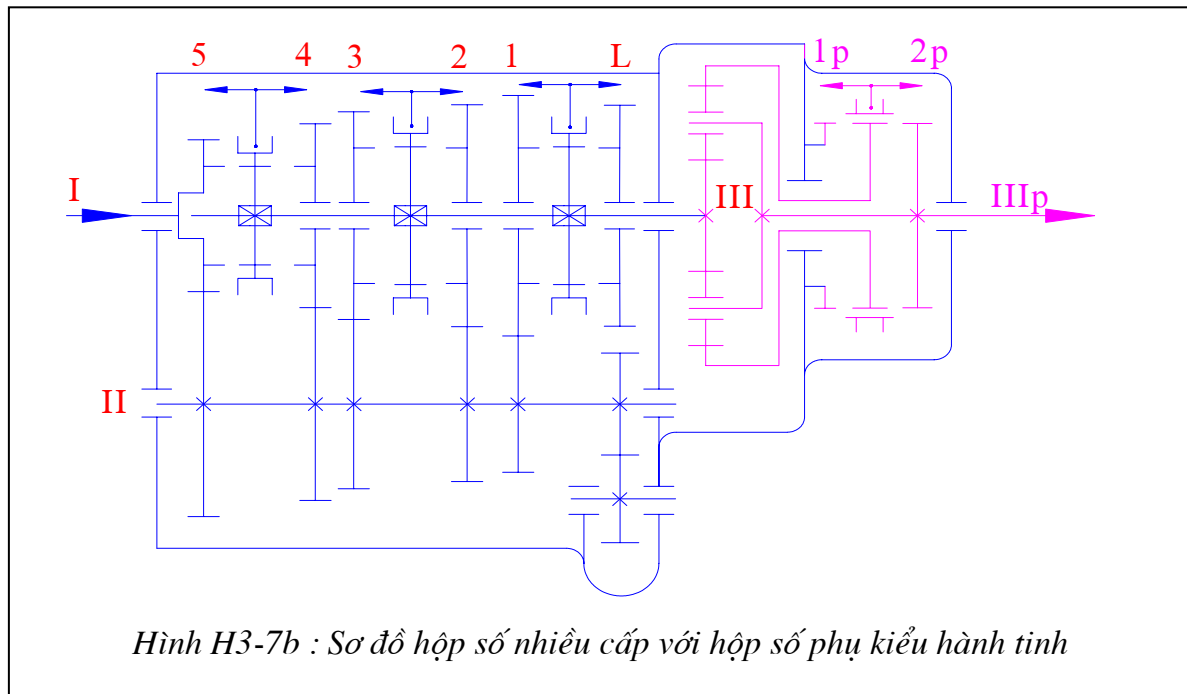 5 4 3 2 1 L 1p 2p
I III IIIp
II
Hình H3-7b : Sơ đồ hộp số nhiều cấp với hộp số phụ kiểu hành tinh